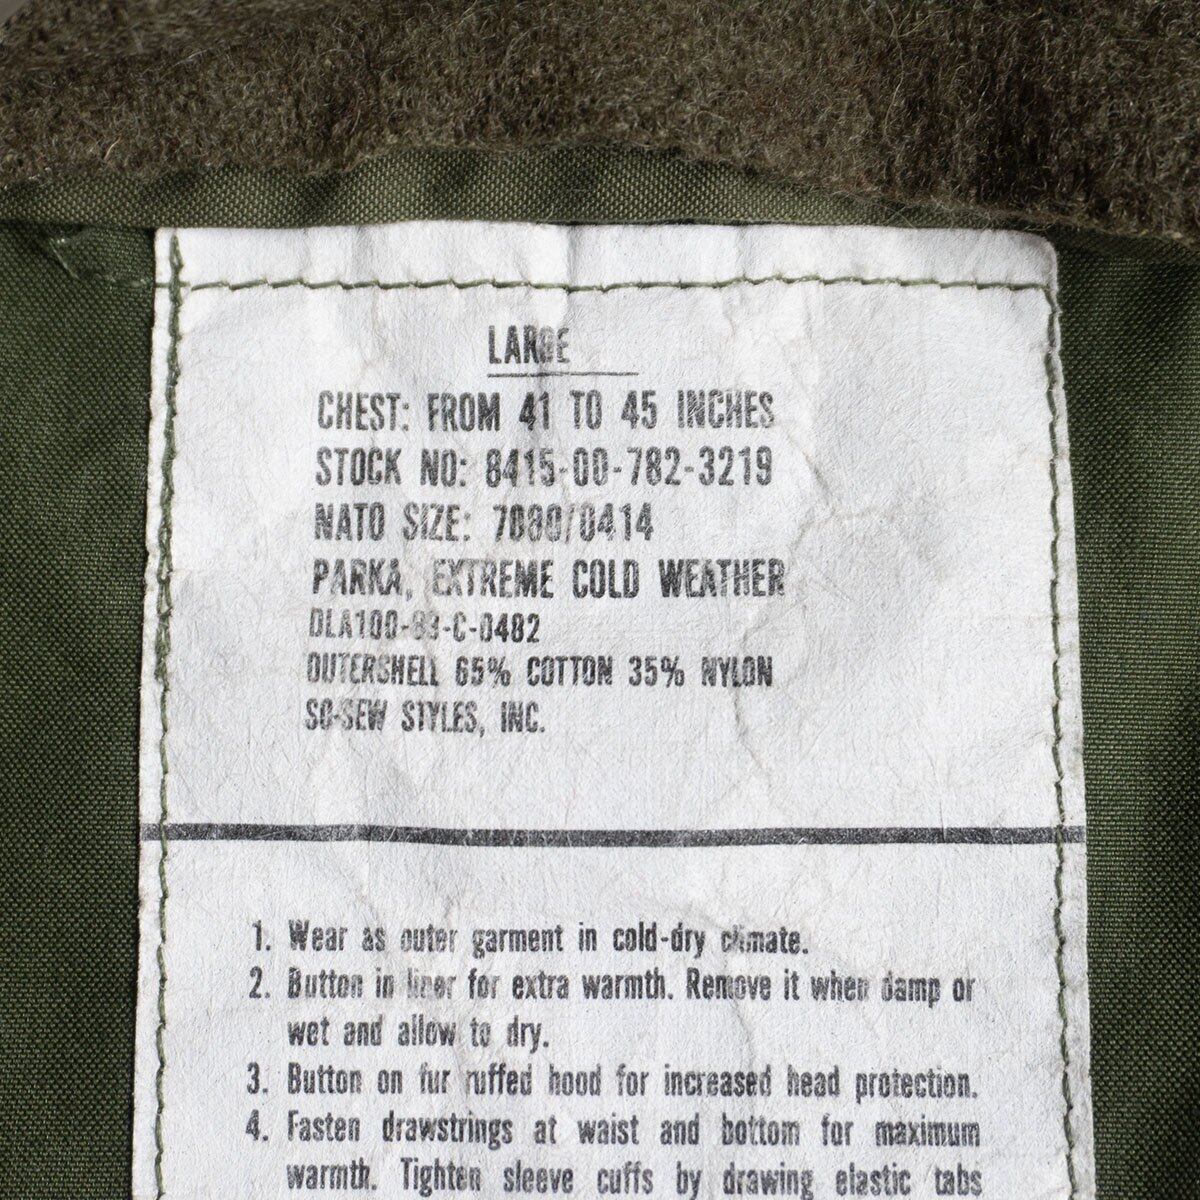 LARGE
CHEST: FROM 41 TO 45 INCHES
STOCK NO: 8415-00-782-3219
NATO SIZE: 7080/0414
PARKA, EXTREME COLD WEATHER
DLA100-83-C-0482
OUTERSHELL 65% COTTON 35% NYLON
SO-SEW STYLES, INC.
1. Wear as outer garment in cold-dry climate.
2. Button in liner for extra warmth. Remove it when damp or
wet and allow to dry.
3. Button on fur ruffed hood for increased head protection.
4. Fasten drawstrings at waist and bottom for maximum
warmth. Tighten sleeve cuffs by drawing elastic tabs